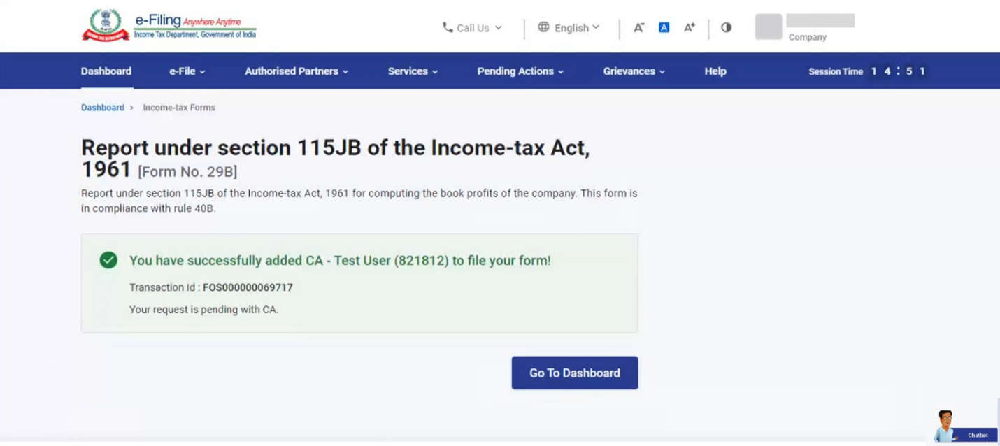 e-Filing Anywhere Anytime
Income Tax Department, Government of India
Call Us
English
A-
A
A+
Company
Dashboard
e-File
Authorised Partners
Services
Pending Actions
Grievances
Help
Session Time 1 4 : 5 1
Dashboard > Income-tax Forms
Report under section 115JB of the Income-tax Act,
1961 [Form No. 29B]
Report under section 115JB of the Income-tax Act, 1961 for computing the book profits of the company. This form is
in compliance with rule 40B.
You have successfully added CA - Test User (821812) to file your form!
Transaction Id : FOS000000069717
Your request is pending with CA.
Go To Dashboard
Chatbot